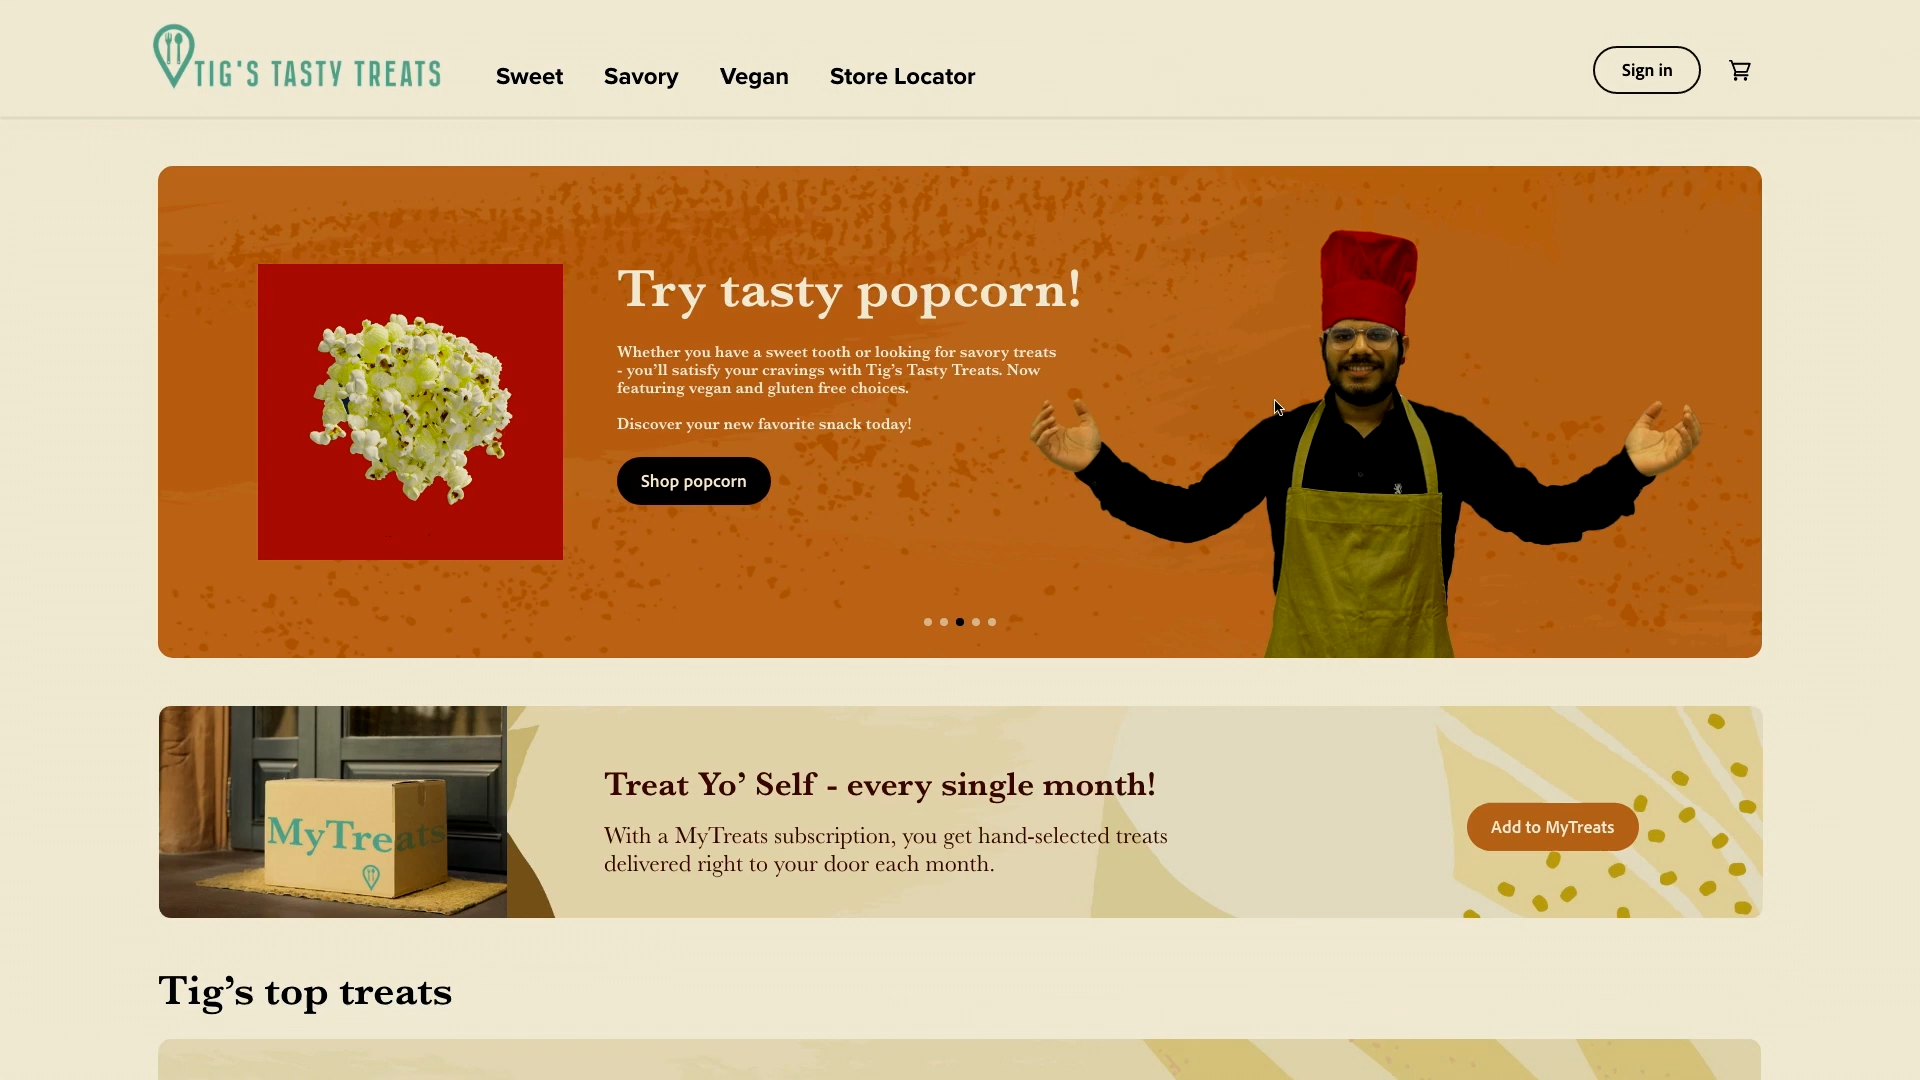 TIG'S TASTY TREATS
Sweet
Savory
Vegan
Store Locator
Sign in
Try tasty popcorn!
Whether you have a sweet tooth or looking for savory treats
- you’ll satisfy your cravings with Tig’s Tasty Treats. Now
featuring vegan and gluten free choices.
Discover your new favorite snack today!
Shop popcorn
MyTreats
Treat Yo’ Self - every single month!
With a MyTreats subscription, you get hand-selected treats
delivered right to your door each month.
Add to MyTreats
Tig’s top treats